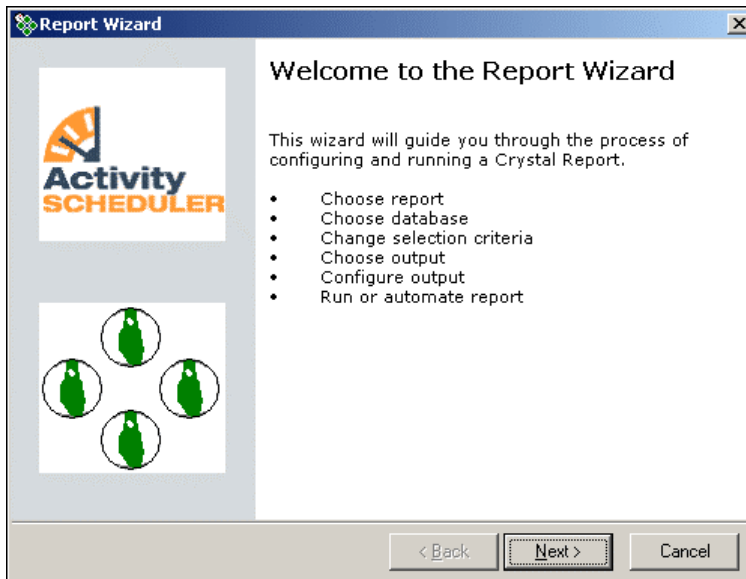 Report Wizard
Activity
SCHEDULER
Welcome to the Report Wizard
This wizard will guide you through the process of
configuring and running a Crystal Report.
• Choose report
• Choose database
• Change selection criteria
• Choose output
• Configure output
• Run or automate report
< Back
Next >
Cancel